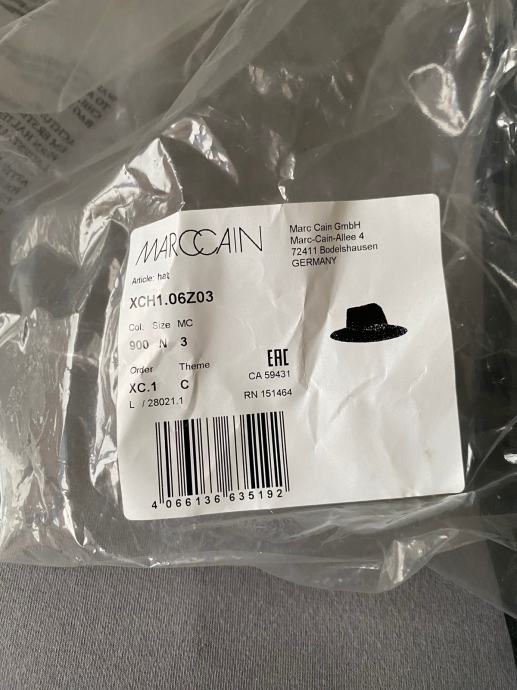 MARCCAIN
Marc Cain GmbH
Marc-Cain-Allee 4
72411 Bodelshausen
GERMANY
Article: hat
XCH1.06Z03
Col. Size MC
900 N 3
Order Theme
XC.1 C
L / 28021.1
EAC
CA 59431
RN 151464
4 066136 635192